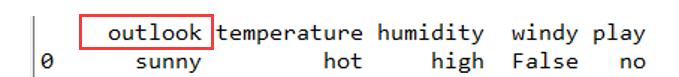 outlook temperature humidity windy play
0 sunny hot high False no